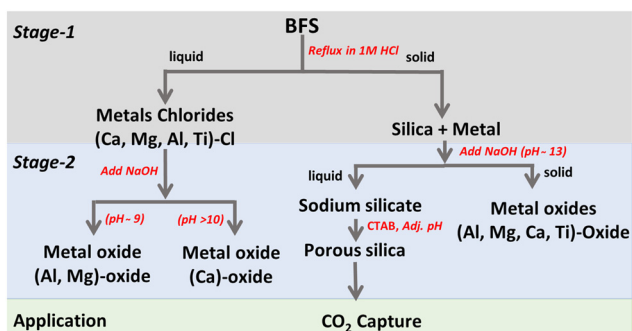 Stage-1
BFS
Reflux in 1M HCl
liquid
solid
Metals Chlorides
(Ca, Mg, Al, Ti)-Cl
Silica + Metal
Stage-2
Add NaOH
Add NaOH (pH~ 13)
liquid
solid
(pH~ 9)
(pH >10)
Sodium silicate
Metal oxides
(Al, Mg, Ca, Ti)-Oxide
CTAB, Adj. pH
Metal oxide
(Al, Mg)-oxide
Metal oxide
(Ca)-oxide
Porous silica
Application
CO₂ Capture